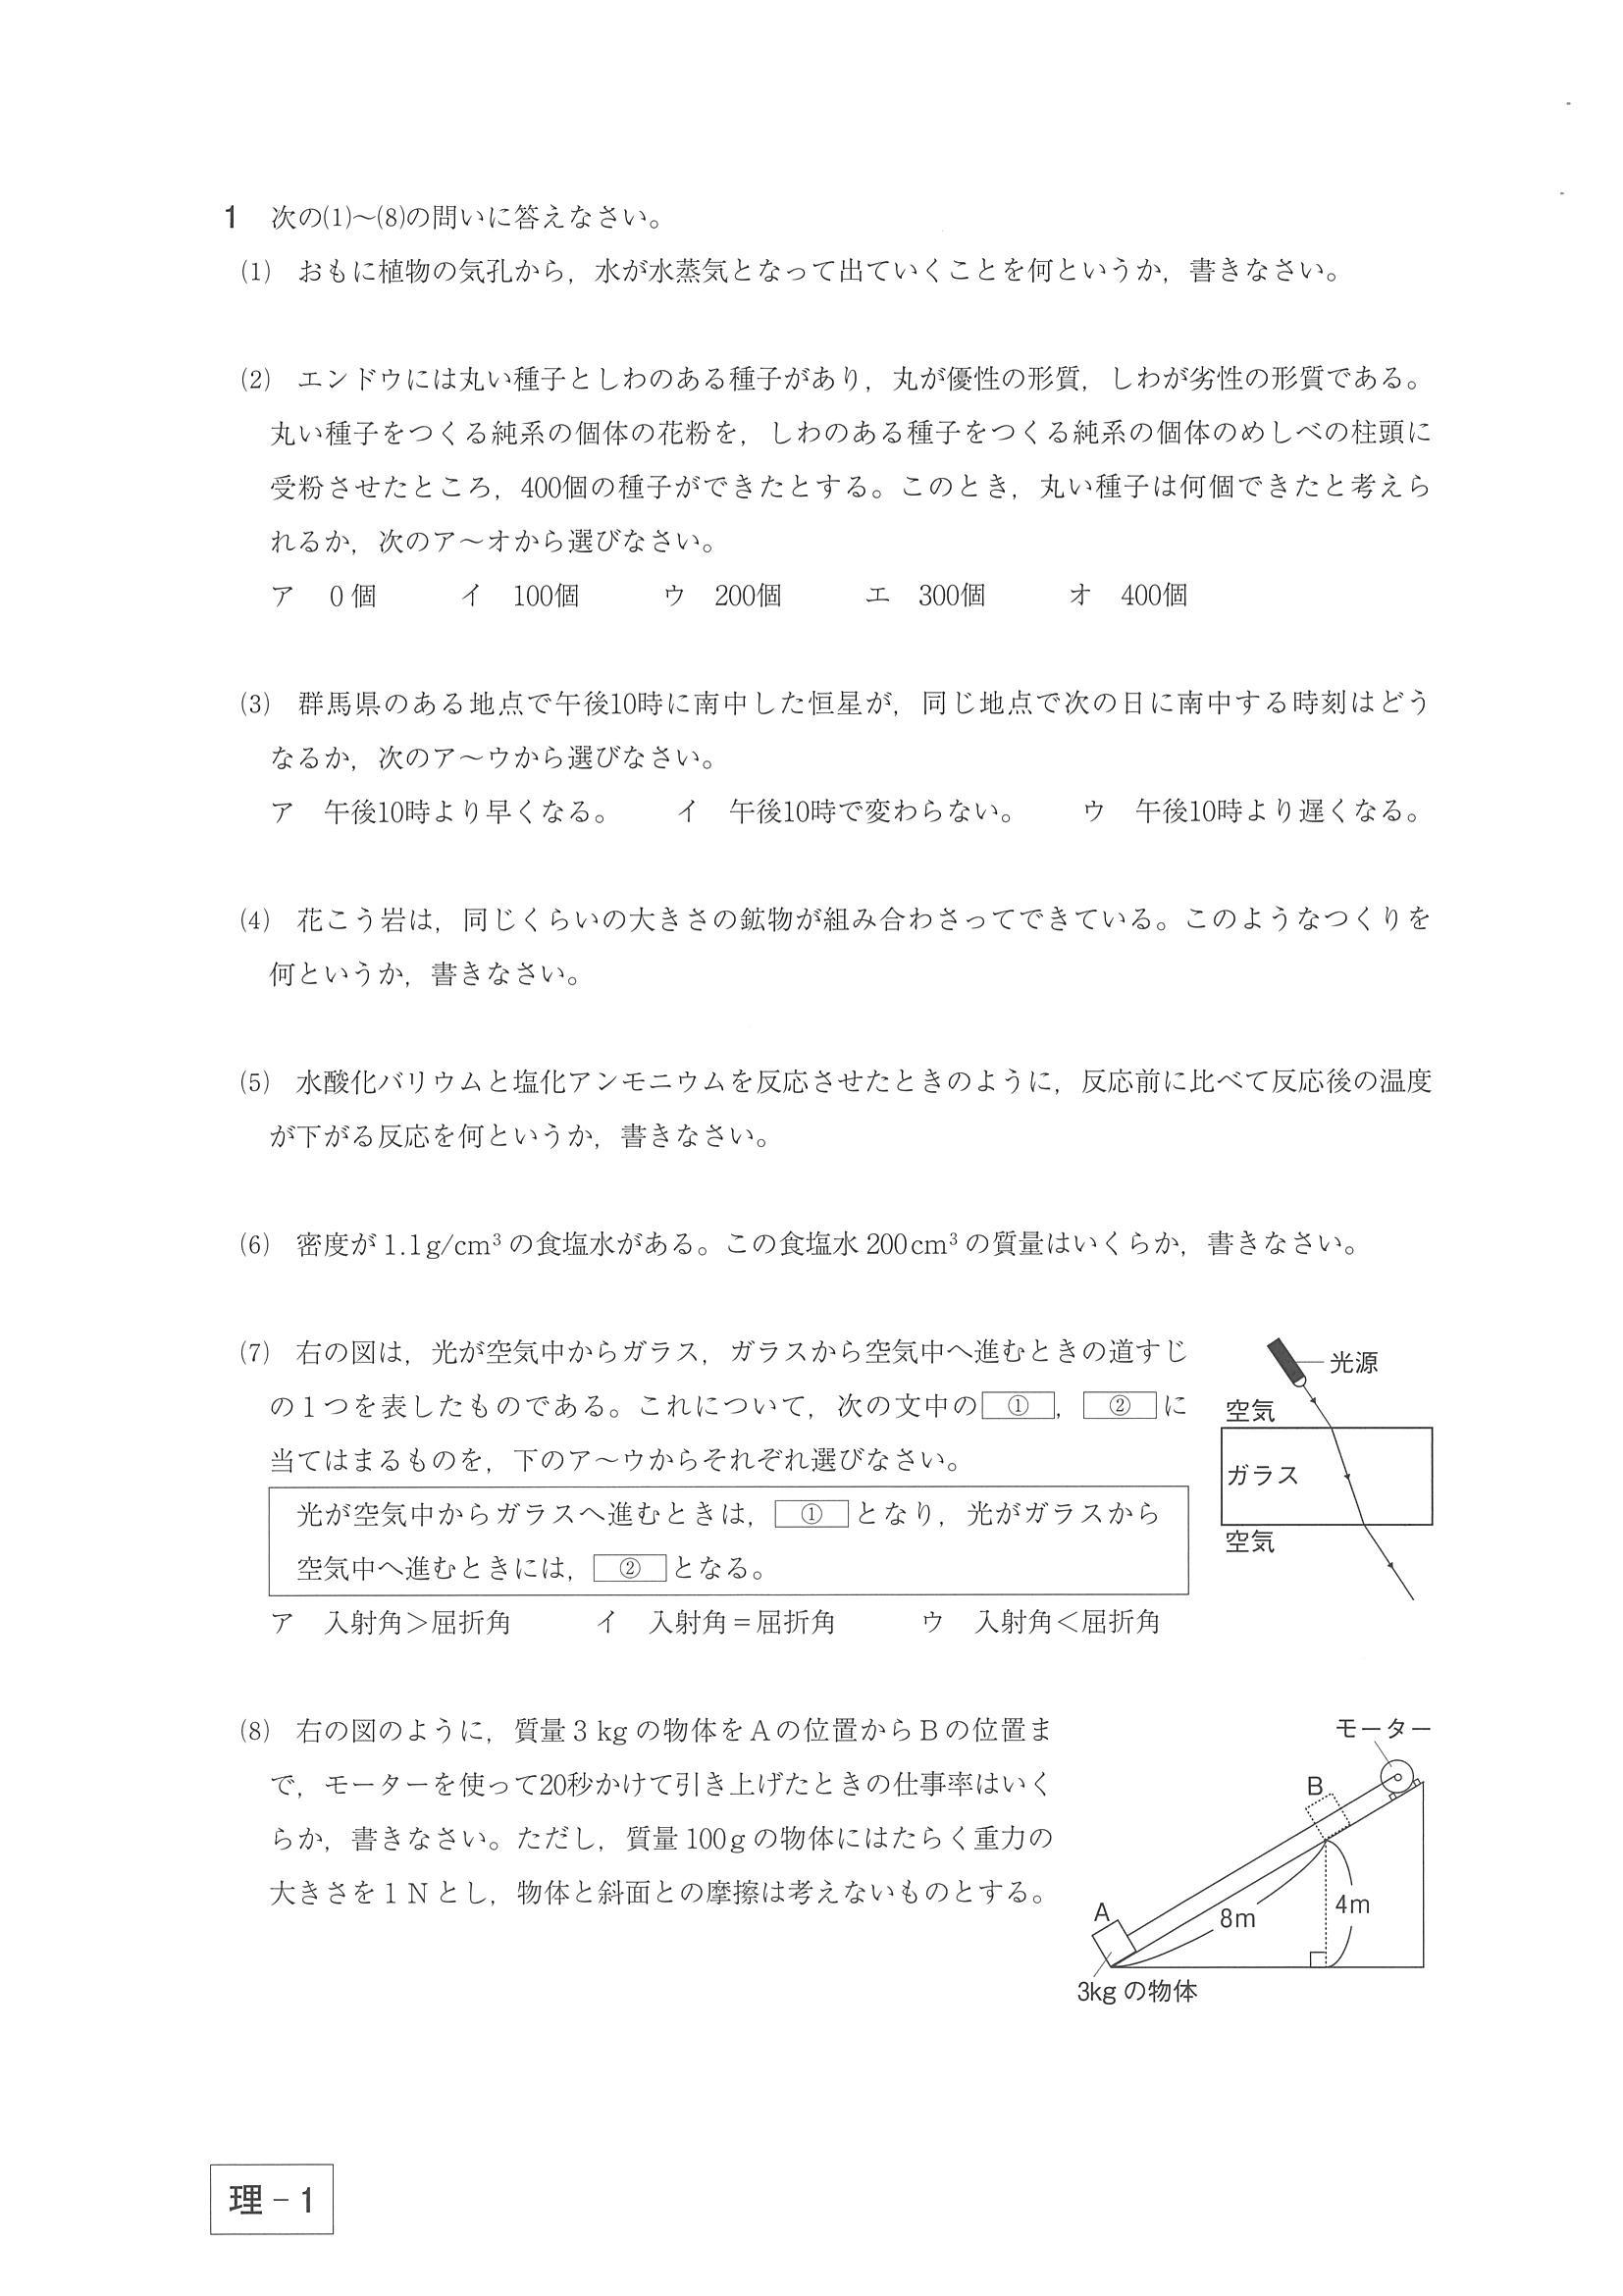 1 次の⑴～⑻の問いに答えなさい。
⑴ おもに植物の気孔から，水が水蒸気となって出ていくことを何というか，書きなさい。
⑵ エンドウには丸い種子としわのある種子があり，丸が優性の形質，しわが劣性の形質である。
丸い種子をつくる純系の個体の花粉を，しわのある種子をつくる純系の個体のめしべの柱頭に
受粉させたところ，400個の種子ができたとする。このとき，丸い種子は何個できたと考えら
れるか，次のア～オから選びなさい。
ア 0個 イ 100個 ウ 200個 エ 300個 オ 400個
⑶ 群馬県のある地点で午後10時に南中した恒星が，同じ地点で次の日に南中する時刻はどう
なるか，次のア～ウから選びなさい。
ア 午後10時より早くなる。 イ 午後10時で変わらない。 ウ 午後10時より遅くなる。
⑷ 花こう岩は，同じくらいの大きさの鉱物が組み合わさってできている。このようなつくりを
何というか，書きなさい。
⑸ 水酸化バリウムと塩化アンモニウムを反応させたときのように，反応前に比べて反応後の温度
が下がる反応を何というか，書きなさい。
⑹ 密度が1.1g/cm³の食塩水がある。この食塩水200cm³の質量はいくらか，書きなさい。
⑺ 右の図は，光が空気中からガラス，ガラスから空気中へ進むときの道すじ
の1つを表したものである。これについて，次の文中の ① ， ② に
当てはまるものを，下のア～ウからそれぞれ選びなさい。
光が空気中からガラスへ進むときは， ① となり，光がガラスから
空気中へ進むときには， ② となる。
ア 入射角＞屈折角 イ 入射角＝屈折角 ウ 入射角＜屈折角
光源
空気
ガラス
空気
⑻ 右の図のように，質量3kgの物体をAの位置からBの位置ま
で，モーターを使って20秒かけて引き上げたときの仕事率はいく
らか，書きなさい。ただし，質量100gの物体にはたらく重力の
大きさを1Nとし，物体と斜面との摩擦は考えないものとする。
モーター
B
A
8m
4m
3kgの物体
理－1